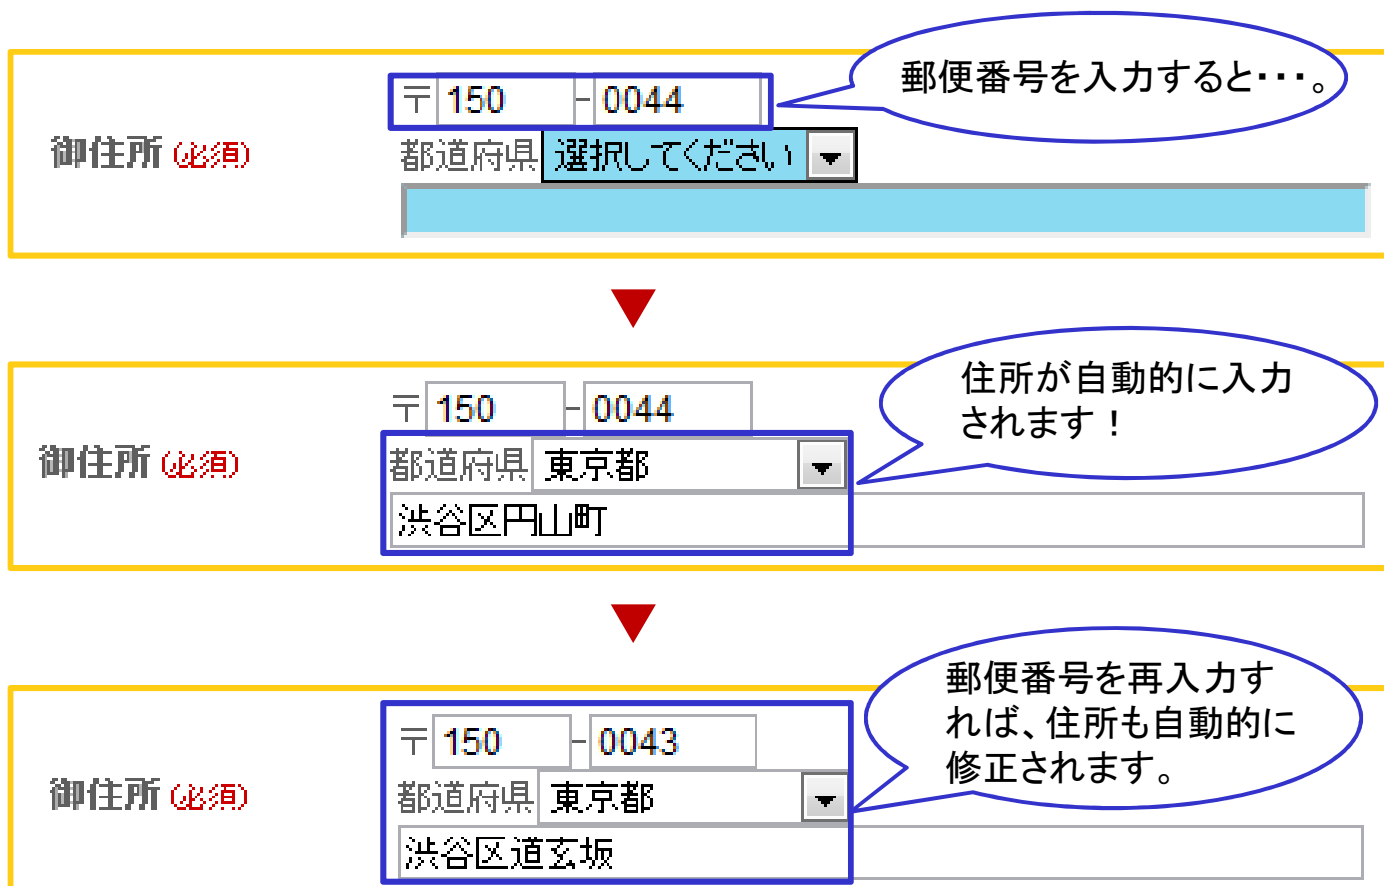 郵便番号を入力すると・・・。
〒 150 - 0044
御住所 (必須)
都道府県 選択してください
住所が自動的に入力
されます！
〒 150 - 0044
御住所 (必須)
都道府県 東京都
渋谷区円山町
郵便番号を再入力す
れば、住所も自動的に
修正されます。
〒 150 - 0043
御住所 (必須)
都道府県 東京都
渋谷区道玄坂